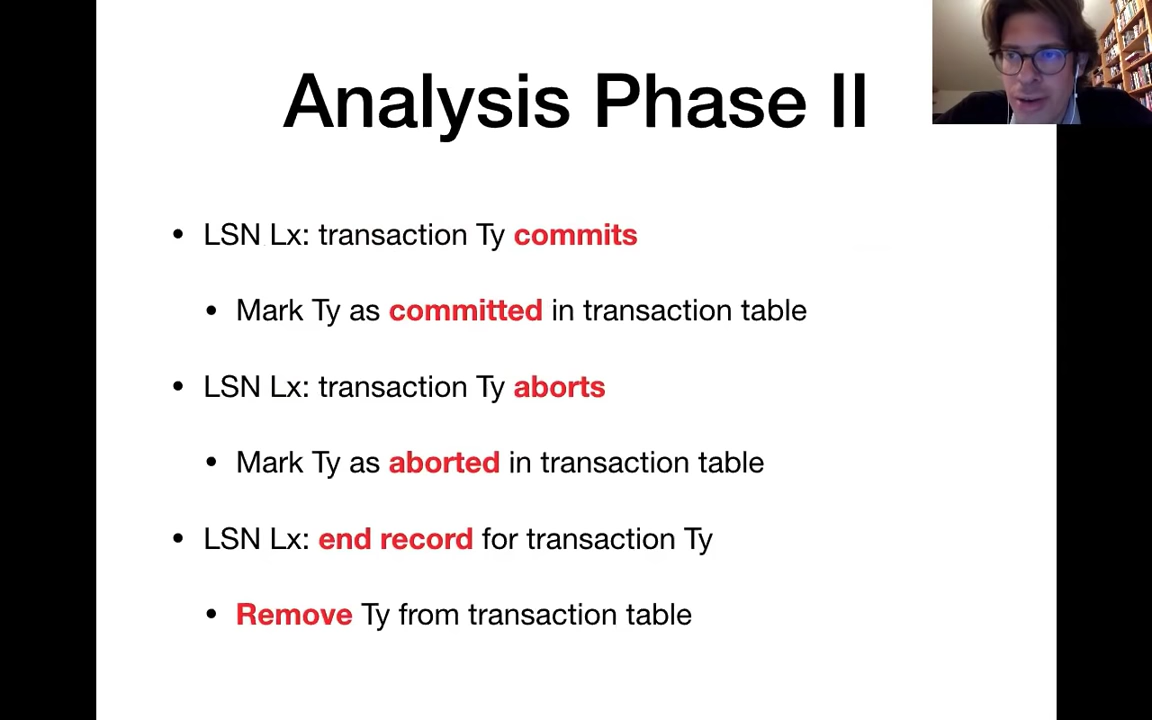 Analysis Phase II
• LSN Lx: transaction Ty commits
• Mark Ty as committed in transaction table
• LSN Lx: transaction Ty aborts
• Mark Ty as aborted in transaction table
• LSN Lx: end record for transaction Ty
• Remove Ty from transaction table